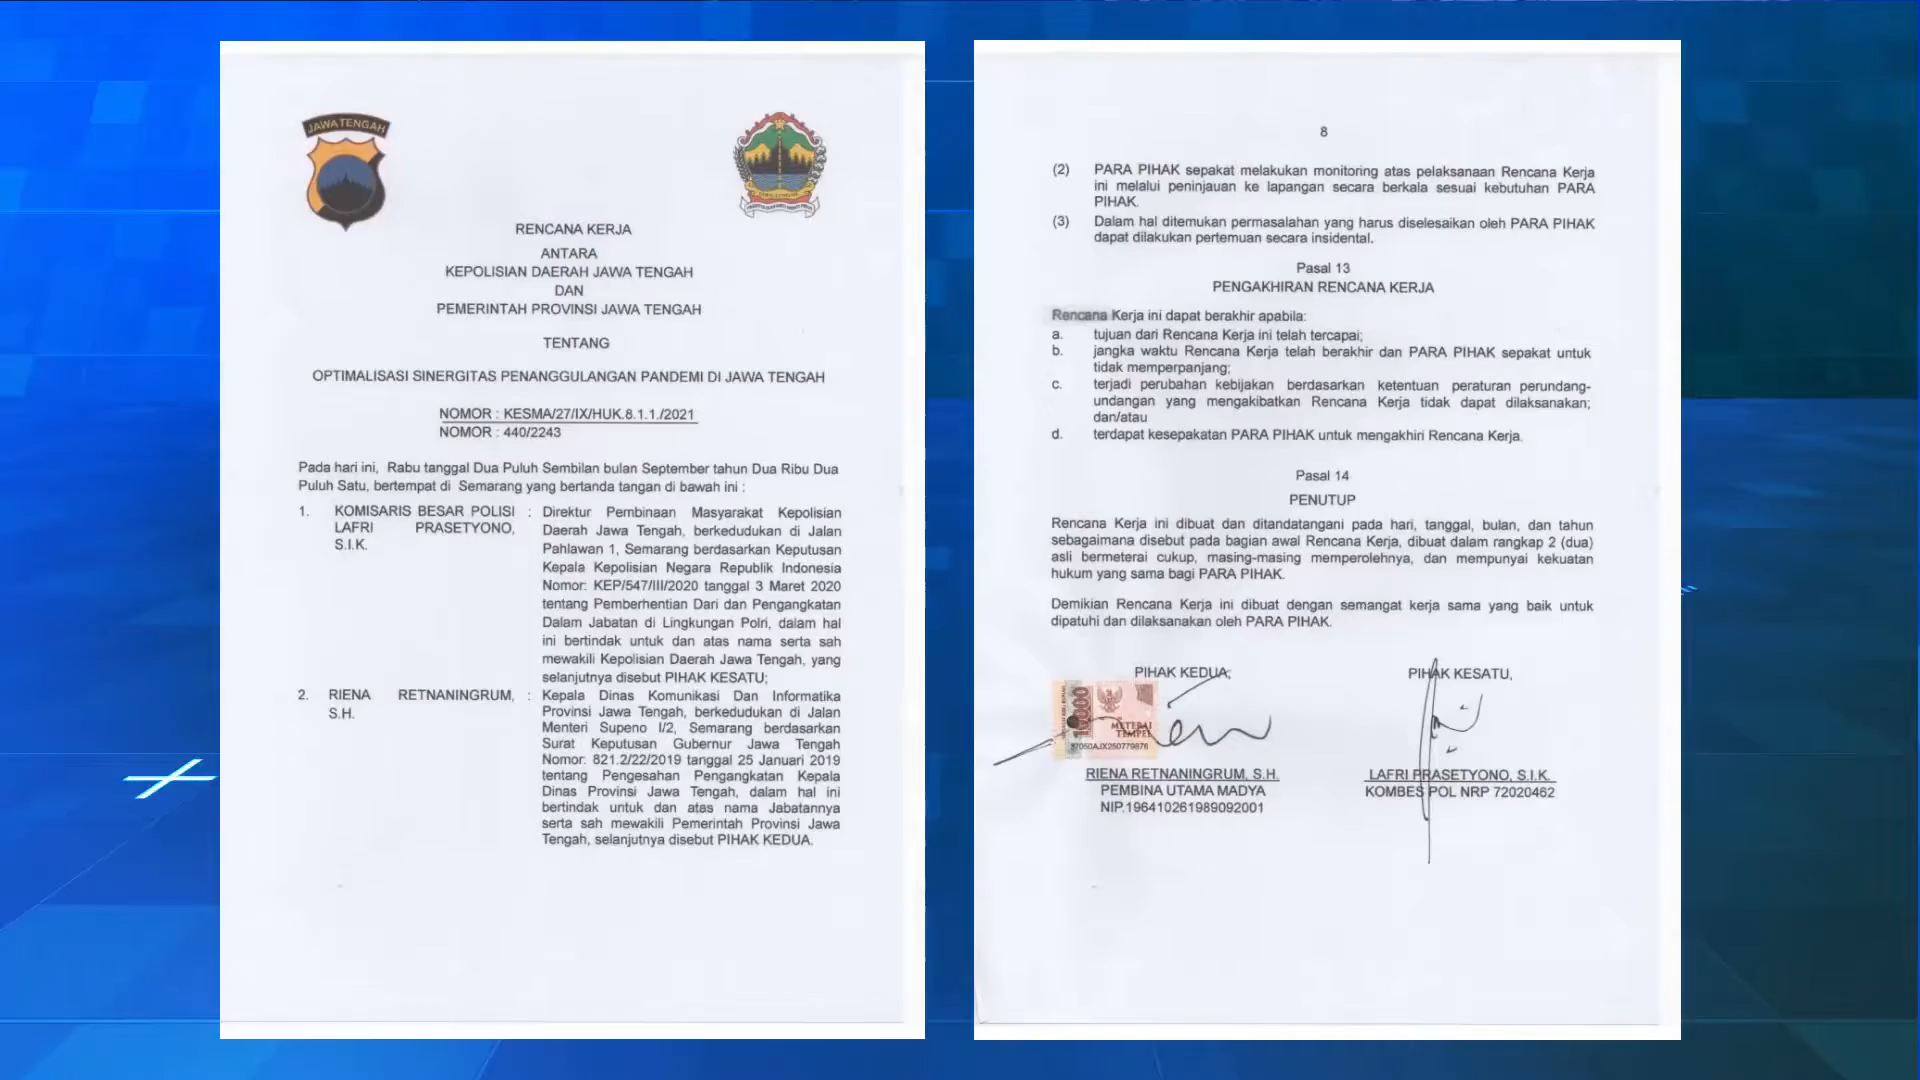 JAWA TENGAH
RENCANA KERJA
ANTARA
KEPOLISIAN DAERAH JAWA TENGAH
DAN
PEMERINTAH PROVINSI JAWA TENGAH
TENTANG
OPTIMALISASI SINERGITAS PENANGGULANGAN PANDEMI DI JAWA TENGAH
NOMOR : KESMA/27/IX/HUK.8.1.1./2021
NOMOR : 440/2243
Pada hari ini, Rabu tanggal Dua Puluh Sembilan bulan September tahun Dua Ribu Dua
Puluh Satu, bertempat di Semarang yang bertanda tangan di bawah ini :
1. KOMISARIS BESAR POLISI : Direktur Pembinaan Masyarakat Kepolisian
LAFRI PRASETYONO, Daerah Jawa Tengah, berkedudukan di Jalan
S.I.K. Pahlawan 1, Semarang berdasarkan Keputusan
Kepala Kepolisian Negara Republik Indonesia
Nomor: KEP/547/III/2020 tanggal 3 Maret 2020
tentang Pemberhentian Dari dan Pengangkatan
Dalam Jabatan di Lingkungan Polri, dalam hal
ini bertindak untuk dan atas nama serta sah
mewakili Kepolisian Daerah Jawa Tengah, yang
selanjutnya disebut PIHAK KESATU;
2. RIENA RETNANINGRUM, : Kepala Dinas Komunikasi Dan Informatika
S.H. Provinsi Jawa Tengah, berkedudukan di Jalan
Menteri Supeno I/2, Semarang berdasarkan
Surat Keputusan Gubernur Jawa Tengah
Nomor: 821.2/22/2019 tanggal 25 Januari 2019
tentang Pengesahan Pengangkatan Kepala
Dinas Provinsi Jawa Tengah, dalam hal ini
bertindak untuk dan atas nama Jabatannya
serta sah mewakili Pemerintah Provinsi Jawa
Tengah, selanjutnya disebut PIHAK KEDUA.
8
(2) PARA PIHAK sepakat melakukan monitoring atas pelaksanaan Rencana Kerja
ini melalui peninjauan ke lapangan secara berkala sesuai kebutuhan PARA
PIHAK.
(3) Dalam hal ditemukan permasalahan yang harus diselesaikan oleh PARA PIHAK
dapat dilakukan pertemuan secara insidental.
Pasal 13
PENGAKHIRAN RENCANA KERJA
Rencana Kerja ini dapat berakhir apabila:
a. tujuan dari Rencana Kerja ini telah tercapai;
b. jangka waktu Rencana Kerja telah berakhir dan PARA PIHAK sepakat untuk
tidak memperpanjang;
c. terjadi perubahan kebijakan berdasarkan ketentuan peraturan perundang-
undangan yang mengakibatkan Rencana Kerja tidak dapat dilaksanakan;
dan/atau
d. terdapat kesepakatan PARA PIHAK untuk mengakhiri Rencana Kerja.
Pasal 14
PENUTUP
Rencana Kerja ini dibuat dan ditandatangani pada hari, tanggal, bulan, dan tahun
sebagaimana disebut pada bagian awal Rencana Kerja, dibuat dalam rangkap 2 (dua)
asli bermeterai cukup, masing-masing memperolehnya, dan mempunyai kekuatan
hukum yang sama bagi PARA PIHAK.
Demikian Rencana Kerja ini dibuat dengan semangat kerja sama yang baik untuk
dipatuhi dan dilaksanakan oleh PARA PIHAK.
PIHAK KEDUA,
METERAI
TEMPEL
RIENA RETNANINGRUM, S.H.
PEMBINA UTAMA MADYA
NIP.196410261989092001
PIHAK KESATU,
LAFRI PRASETYONO, S.I.K.
KOMBES POL NRP 72020462